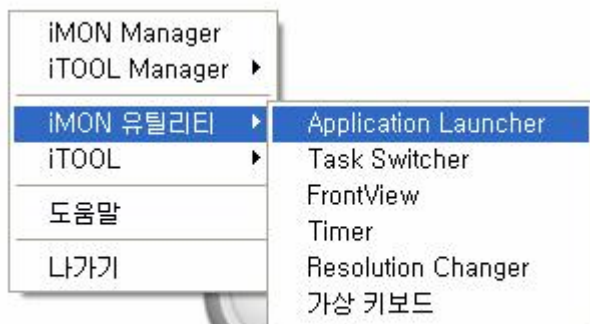 iMON Manager
iTOOL Manager
iMON 유틸리티
iTOOL
도움말
나가기
Application Launcher
Task Switcher
FrontView
Timer
Resolution Changer
가상 키보드